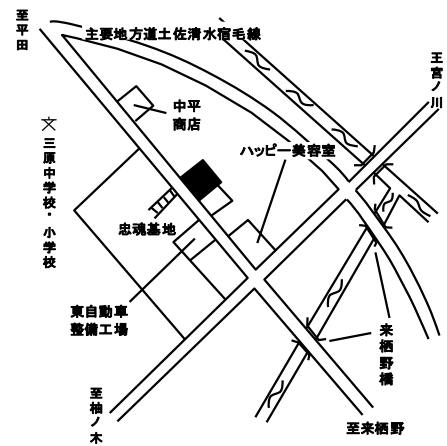 至平田
主要地方道土佐清水宿毛線
王宮ノ川
中平
商店
文
三原中学校・小学校
ハッピー美容室
忠魂墓地
東自動車
整備工場
来栖野橋
至柚ノ木
至来栖野